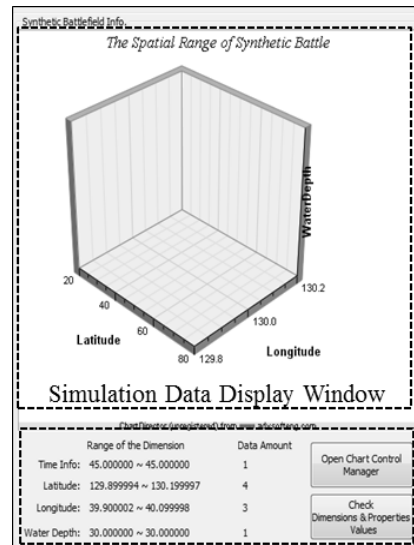 Synthetic Battlefield Info.
The Spatial Range of Synthetic Battle
WaterDepth
20
40
60
80
Latitude
129.8
130.0
130.2
Longitude
Simulation Data Display Window
ChartDirector (unregistered) from www.advsofteng.com
Range of the Dimension Data Amount
Time Info: 45.000000 ~ 45.000000 1
Latitude: 129.899994 ~ 130.199997 4
Longitude: 39.900002 ~ 40.099998 3
Water Depth: 30.000000 ~ 30.000000 1
Open Chart Control
Manager
Check
Dimensions & Properties
Values